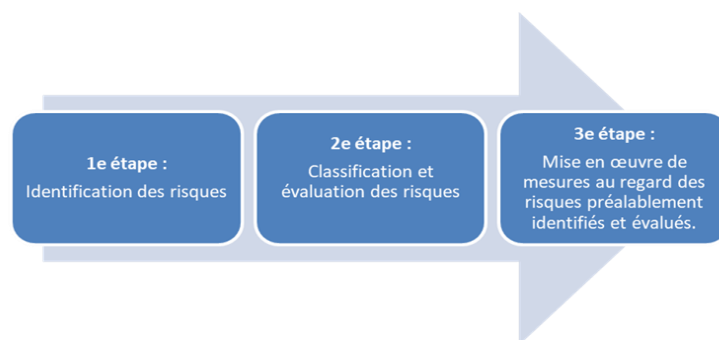 1e étape :
Identification des risques
2e étape :
Classification et
évaluation des risques
3e étape :
Mise en œuvre de
mesures au regard des
risques préalablement
identifiés et évalués.